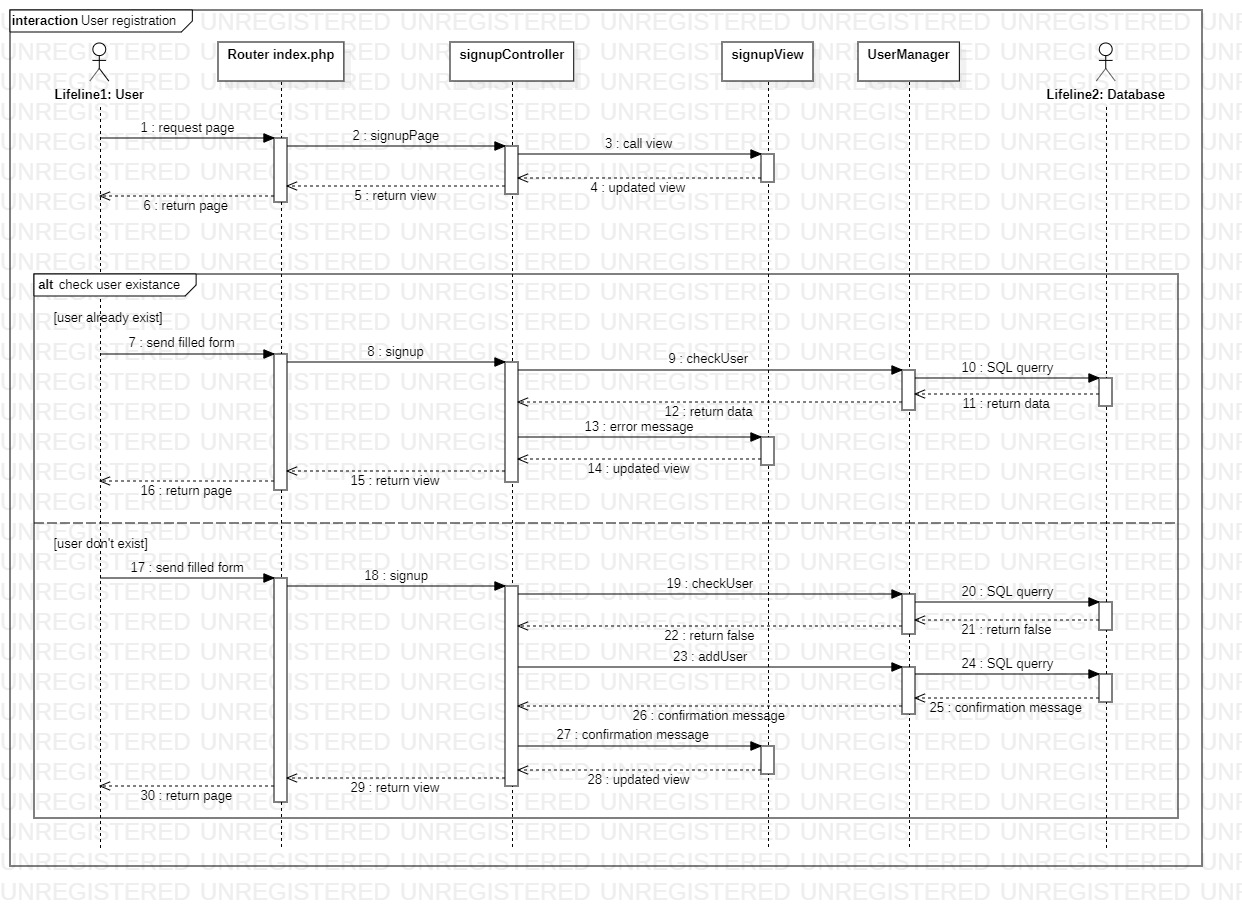 interaction User registration
Router index.php
signupController
signupView
UserManager
Lifeline1: User
Lifeline2: Database
1 : request page
2 : signupPage
3 : call view
4 : updated view
5 : return view
6 : return page
alt check user existance
[user already exist]
7 : send filled form
8 : signup
9 : checkUser
10 : SQL querry
11 : return data
12 : return data
13 : error message
14 : updated view
15 : return view
16 : return page
[user don't exist]
17 : send filled form
18 : signup
19 : checkUser
20 : SQL querry
21 : return false
22 : return false
23 : addUser
24 : SQL querry
25 : confirmation message
26 : confirmation message
27 : confirmation message
28 : updated view
29 : return view
30 : return page
UNREGISTERED